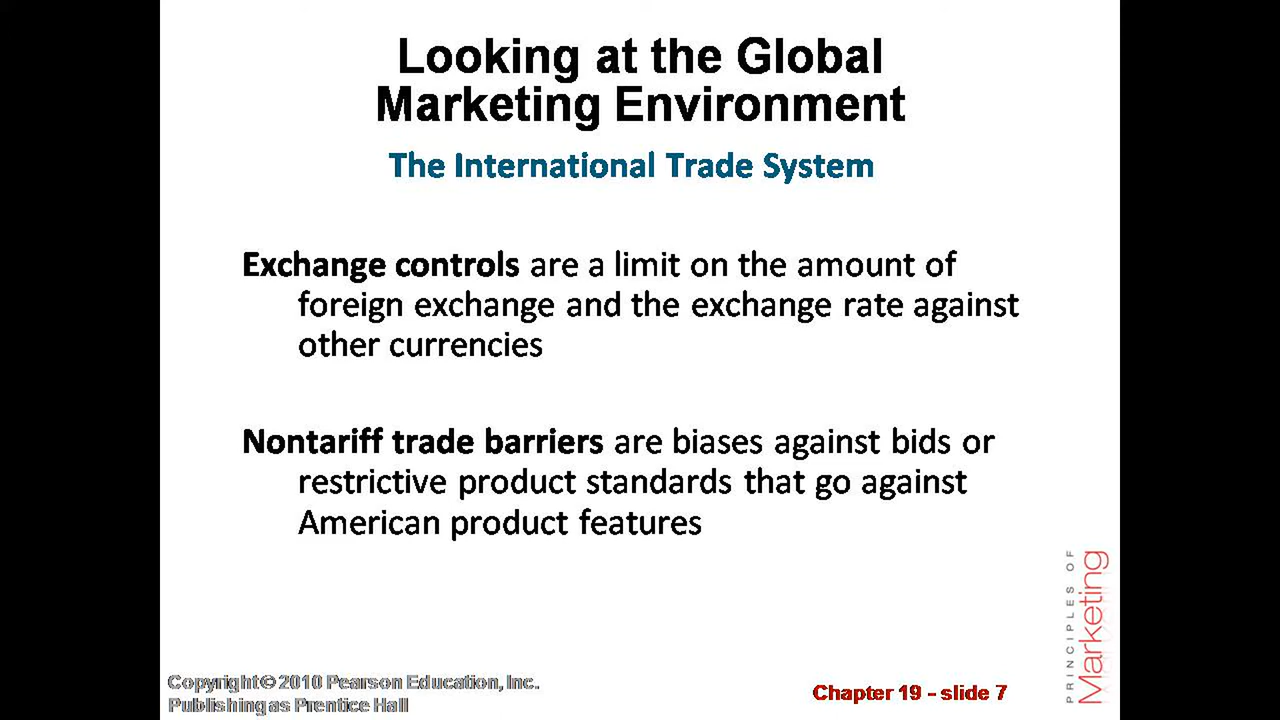 Looking at the Global
Marketing Environment
The International Trade System
Exchange controls are a limit on the amount of
foreign exchange and the exchange rate against
other currencies
Nontariff trade barriers are biases against bids or
restrictive product standards that go against
American product features
PRINCIPLES OF
Marketing
Copyright © 2010 Pearson Education, Inc.
Publishing as Prentice Hall
Chapter 19 - slide 7